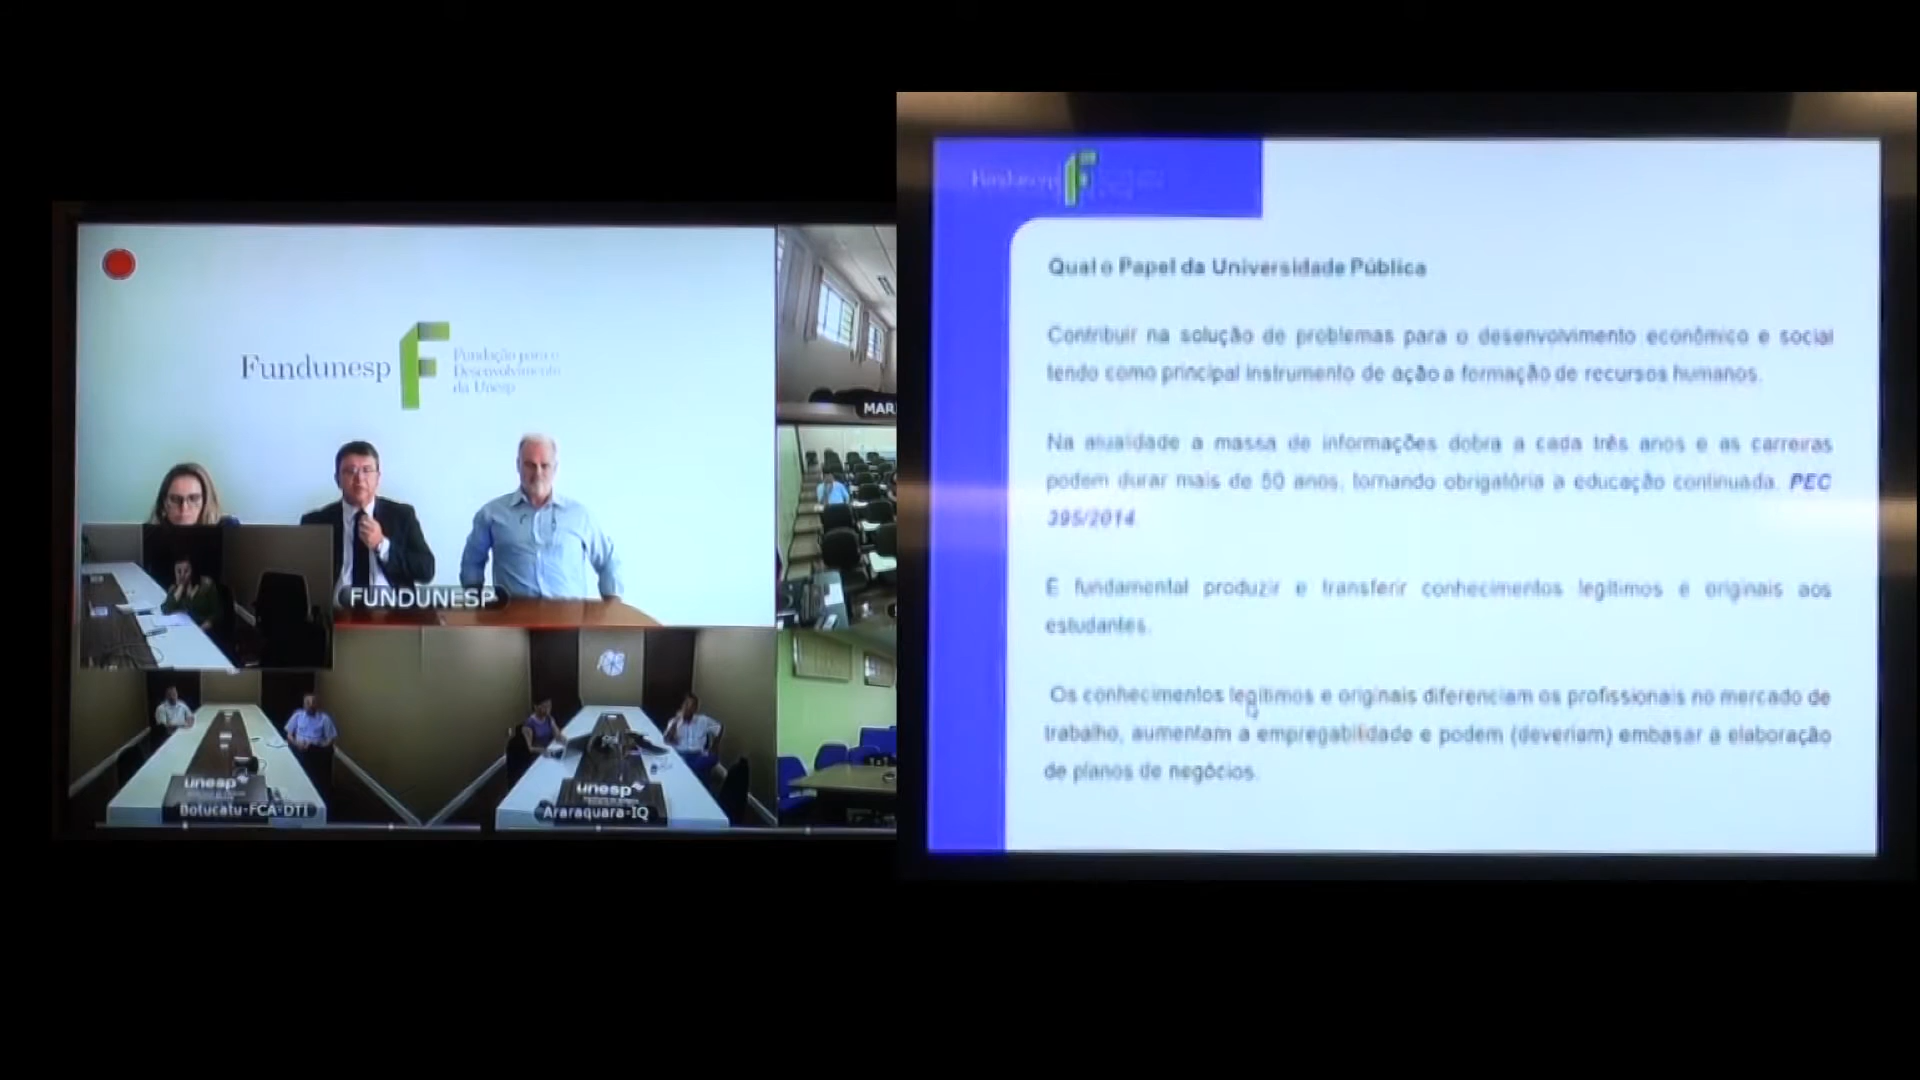 Fundunesp
Fundação para o
Desenvolvimento
da Unesp
FUNDUNESP
MAR
unesp
Botucatu-FCA-DTI
unesp
Araraquara-IQ
Fundunesp
Qual o Papel da Universidade Pública
Contribuir na solução de problemas para o desenvolvimento econômico e social
tendo como principal instrumento de ação a formação de recursos humanos.
Na atualidade a massa de informações dobra a cada três anos e as carreiras
podem durar mais de 50 anos, tornando obrigatória a educação continuada. PEC
395/2014.
É fundamental produzir e transferir conhecimentos legítimos e originais aos
estudantes.
Os conhecimentos legítimos e originais diferenciam os profissionais no mercado de
trabalho, aumentam a empregabilidade e podem (deveriam) embasar a elaboração
de planos de negócios.